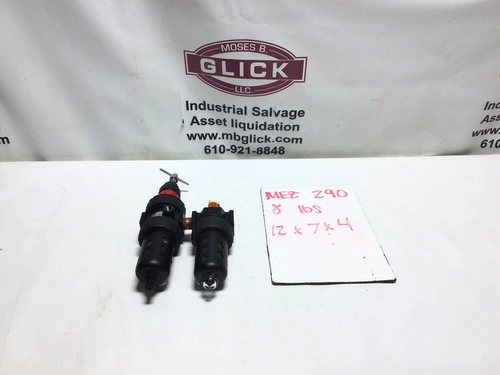 MOSES B.
GLICK
LLC.
Industrial Salvage
Asset liquidation
www.mbglick.com
610-921-8848
MEZ 290
8 lbs
12 x 7 x 4